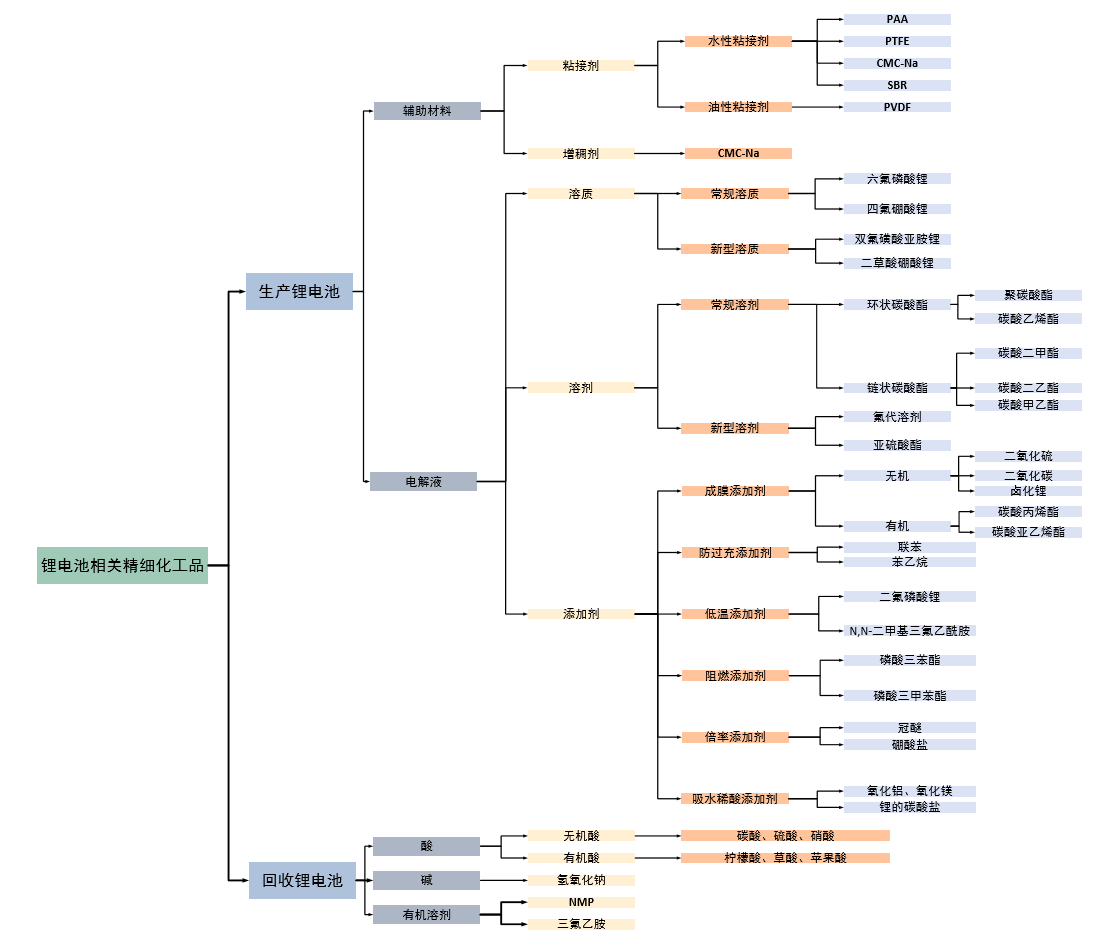 PAA
水性粘接剂
PTFE
粘接剂
CMC-Na
SBR
辅助材料
油性粘接剂
PVDF
增稠剂
CMC-Na
六氟磷酸锂
溶质
常规溶质
四氟硼酸锂
双氟磺酸亚胺锂
新型溶质
二草酸硼酸锂
生产锂电池
聚碳酸酯
常规溶剂
环状碳酸酯
碳酸乙烯酯
碳酸二甲酯
溶剂
链状碳酸酯
碳酸二乙酯
碳酸甲乙酯
氟代溶剂
新型溶剂
亚硫酸酯
二氧化硫
无机
二氧化碳
电解液
成膜添加剂
卤化锂
碳酸丙烯酯
有机
碳酸亚乙烯酯
联苯
防过充添加剂
苯乙烷
锂电池相关精细化工品
二氟磷酸锂
添加剂
低温添加剂
N,N-二甲基三氟乙酰胺
磷酸三苯酯
阻燃添加剂
磷酸三甲苯酯
冠醚
倍率添加剂
硼酸盐
氧化铝、氧化镁
吸水稀酸添加剂
锂的碳酸盐
无机酸
碳酸、硫酸、硝酸
酸
有机酸
柠檬酸、草酸、苹果酸
回收锂电池
碱
氢氧化钠
NMP
有机溶剂
三氟乙胺